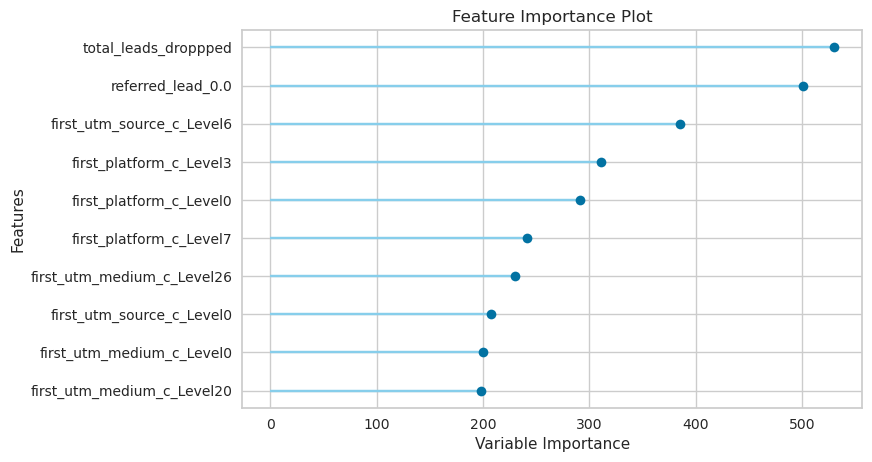 Feature Importance Plot
total_leads_droppped
referred_lead_0.0
first_utm_source_c_Level6
first_platform_c_Level3
first_platform_c_Level0
first_platform_c_Level7
first_utm_medium_c_Level26
first_utm_source_c_Level0
first_utm_medium_c_Level0
first_utm_medium_c_Level20
Features
0 100 200 300 400 500
Variable Importance